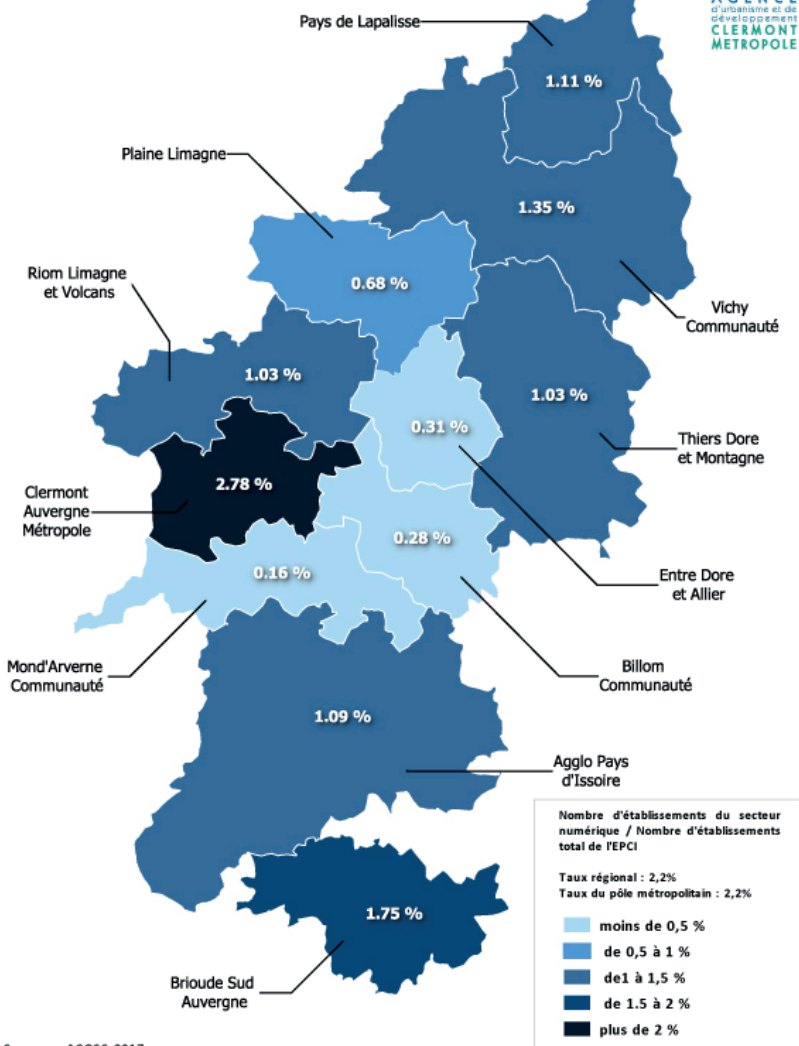 AGENCE
d'urbanisme et de
développement
CLERMONT
METROPOLE
Pays de Lapalisse
1.11 %
Plaine Limagne
1.35 %
0.68 %
Riom Limagne
et Volcans
Vichy
Communauté
1.03 %
1.03 %
0.31 %
Thiers Dore
et Montagne
2.78 %
Clermont
Auvergne
Métropole
0.28 %
0.16 %
Entre Dore
et Allier
Mond'Arverne
Communauté
Billom
Communauté
1.09 %
Agglo Pays
d'Issoire
1.75 %
Brioude Sud
Auvergne
Nombre d'établissements du secteur
numérique / Nombre d'établissements
total de l'EPCI
Taux régional : 2,2%
Taux du pôle métropolitain : 2,2%
moins de 0,5 %
de 0,5 à 1 %
de1 à 1,5 %
de 1.5 à 2 %
plus de 2 %